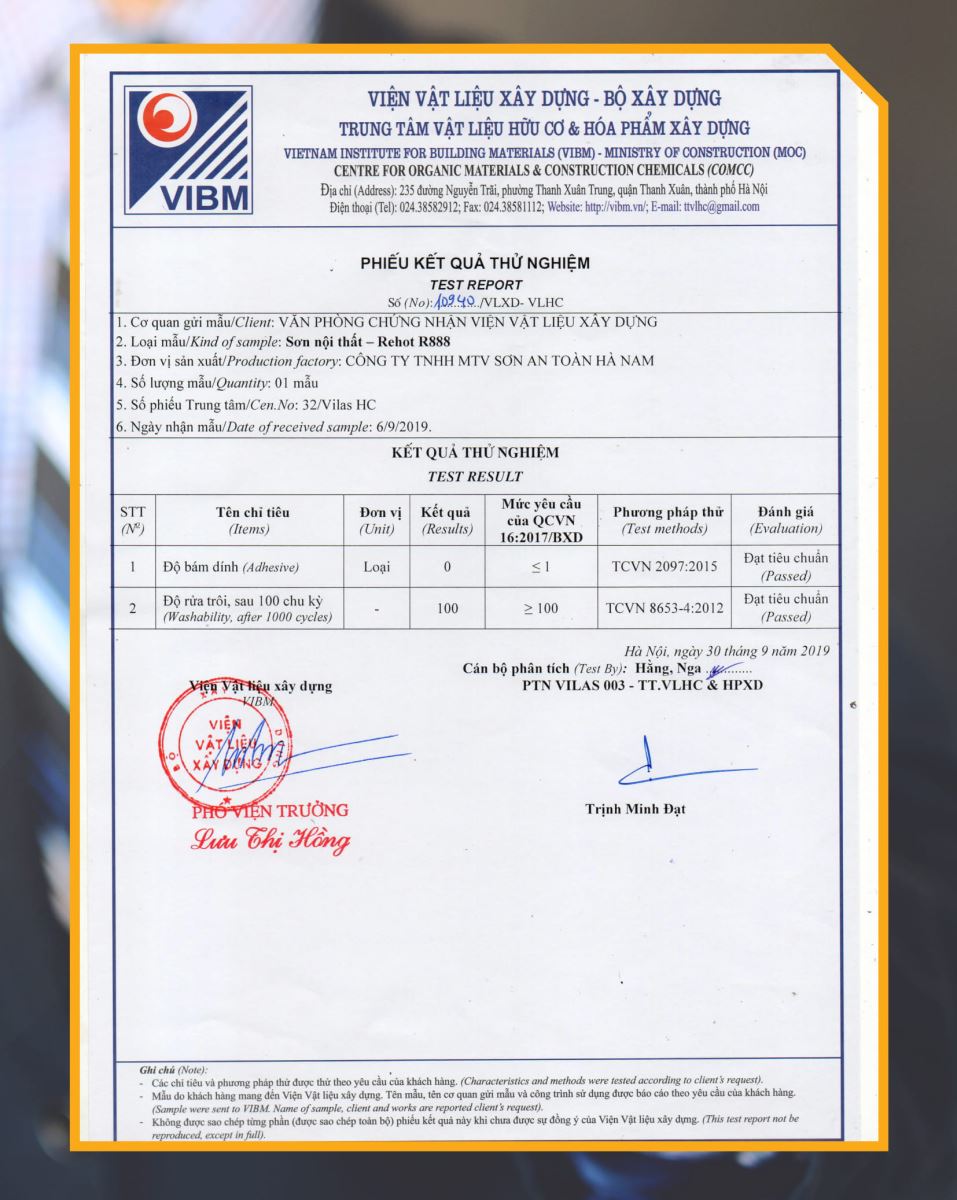 VIBM
VIỆN VẬT LIỆU XÂY DỰNG - BỘ XÂY DỰNG
TRUNG TÂM VẬT LIỆU HỮU CƠ & HÓA PHẨM XÂY DỰNG
VIETNAM INSTITUTE FOR BUILDING MATERIALS (VIBM) - MINISTRY OF CONSTRUCTION (MOC)
CENTRE FOR ORGANIC MATERIALS & CONSTRUCTION CHEMICALS (COMCC)
Địa chỉ (Address): 235 đường Nguyễn Trãi, phường Thanh Xuân Trung, quận Thanh Xuân, thành phố Hà Nội
Điện thoại (Tel): 024.38582912; Fax: 024.38581112; Website: http://vibm.vn/; E-mail: ttvlhc@gmail.com
PHIẾU KẾT QUẢ THỬ NGHIỆM
TEST REPORT
Số (No):10940../VLXD- VLHC
1. Cơ quan gửi mẫu/Client: VĂN PHÒNG CHỨNG NHẬN VIỆN VẬT LIỆU XÂY DỰNG
2. Loại mẫu/Kind of sample: Sơn nội thất – Rehot R888
3. Đơn vị sản xuất/Production factory: CÔNG TY TNHH MTV SƠN AN TOÀN HÀ NAM
4. Số lượng mẫu/Quantity: 01 mẫu
5. Số phiếu Trung tâm/Cen.No: 32/Vilas HC
6. Ngày nhận mẫu/Date of received sample: 6/9/2019.
KẾT QUẢ THỬ NGHIỆM
TEST RESULT
STT (Nº) Tên chỉ tiêu (Items) Đơn vị (Unit) Kết quả (Results) Mức yêu cầu của QCVN 16:2017/BXD Phương pháp thử (Test methods) Đánh giá (Evaluation)
1 Độ bám dính (Adhesive) Loại 0 ≤ 1 TCVN 2097:2015 Đạt tiêu chuẩn (Passed)
2 Độ rửa trôi, sau 100 chu kỳ (Washability, after 1000 cycles) - 100 ≥ 100 TCVN 8653-4:2012 Đạt tiêu chuẩn (Passed)
Hà Nội, ngày 30 tháng 9 năm 2019
Cán bộ phân tích (Test By): Hằng, Nga ...........
Viện Vật liệu xây dựng
PTN VILAS 003 - TT.VLHC & HPXD
VIBM
VIỆN
VẬT LIỆU
XÂY DỰNG
PHÓ VIỆN TRƯỞNG
Lưu Thị Hồng
Trịnh Minh Đạt
Ghi chú (Note):
- Các chỉ tiêu và phương pháp thử được thử theo yêu cầu của khách hàng. (Characteristics and methods were tested according to client's request).
- Mẫu do khách hàng mang đến Viện Vật liệu xây dựng. Tên mẫu, tên cơ quan gửi mẫu và công trình sử dụng được báo cáo theo yêu cầu của khách hàng.
(Sample were sent to VIBM. Name of sample, client and works are reported client's request).
- Không được sao chép từng phần (được sao chép toàn bộ) phiếu kết quả này khi chưa được sự đồng ý của Viện Vật liệu xây dựng. (This test report not be
reproduced, except in full).